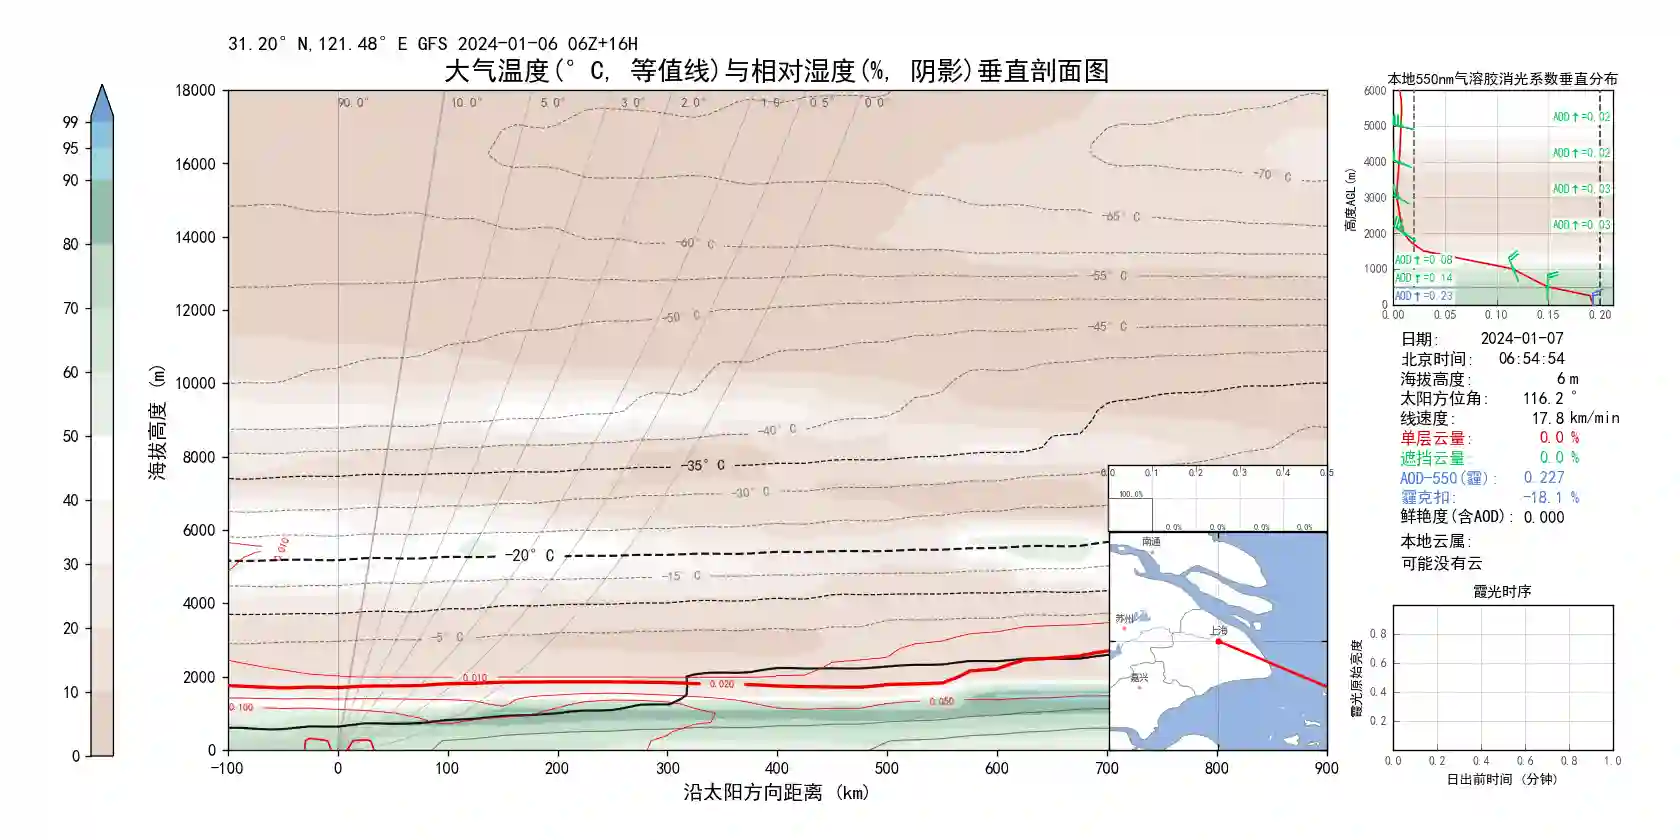 31.20° N,121.48° E GFS 2024-01-06 06Z+16H
大气温度(° C, 等值线)与相对湿度(%, 阴影)垂直剖面图
99
95
90
80
70
60
50
40
30
20
10
0
海拔高度 (m)
18000
16000
14000
12000
10000
8000
6000
4000
2000
0
90.0° 10.0° 5.0° 3.0° 2.0° 1.0 0.5° 0.0°
-70° C
-65° C
-60° C
-55° C
-50° C
-45° C
-40° C
-35° C
-30° C
-20° C
-15° C
-5° C
0.010
0.010
0.020
0.050
0.100
-100 0 100 200 300 400 500 600 700 800 900
沿太阳方向距离 (km)
0.0 0.1 0.2 0.3 0.4 0.5
100.0%
0.0% 0.0% 0.0% 0.0%
南通
苏州
上海
嘉兴
本地550nm气溶胶消光系数垂直分布
高度AGL(m)
6000
5000
4000
3000
2000
1000
0
AOD↑=0.02
AOD↑=0.02
AOD↑=0.03
AOD↑=0.03
AOD↑=0.08
AOD↑=0.14
AOD↑=0.23
0.00 0.05 0.10 0.15 0.20
日期: 2024-01-07
北京时间: 06:54:54
海拔高度: 6 m
太阳方位角: 116.2 °
线速度: 17.8 km/min
单层云量: 0.0 %
遮挡云量: 0.0 %
AOD-550(霾): 0.227
霾克扣: -18.1 %
鲜艳度(含AOD): 0.000
本地云属:
可能没有云
霞光时序
霞光原始亮度
0.8
0.6
0.4
0.2
0.0 0.2 0.4 0.6 0.8 1.0
日出前时间 (分钟)